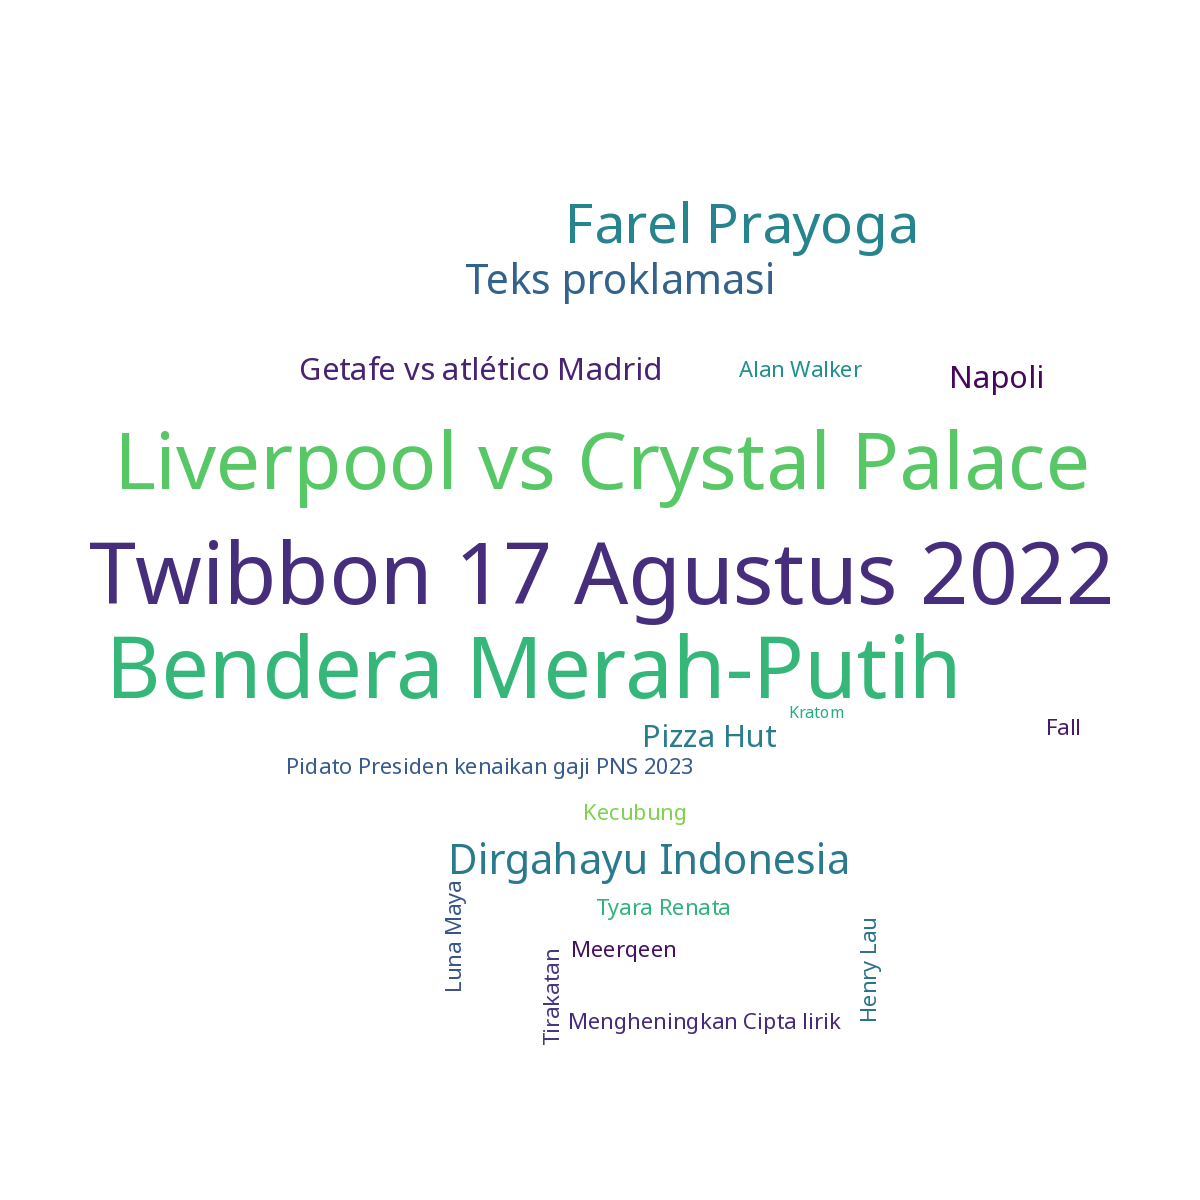 Farel Prayoga
Teks proklamasi
Getafe vs atlético Madrid
Alan Walker
Napoli
Liverpool vs Crystal Palace
Twibbon 17 Agustus 2022
Bendera Merah-Putih
Kratom
Fall
Pizza Hut
Pidato Presiden kenaikan gaji PNS 2023
Kecubung
Dirgahayu Indonesia
Luna Maya
Tyara Renata
Henry Lau
Meerqeen
Tirakatan
Mengheningkan Cipta lirik